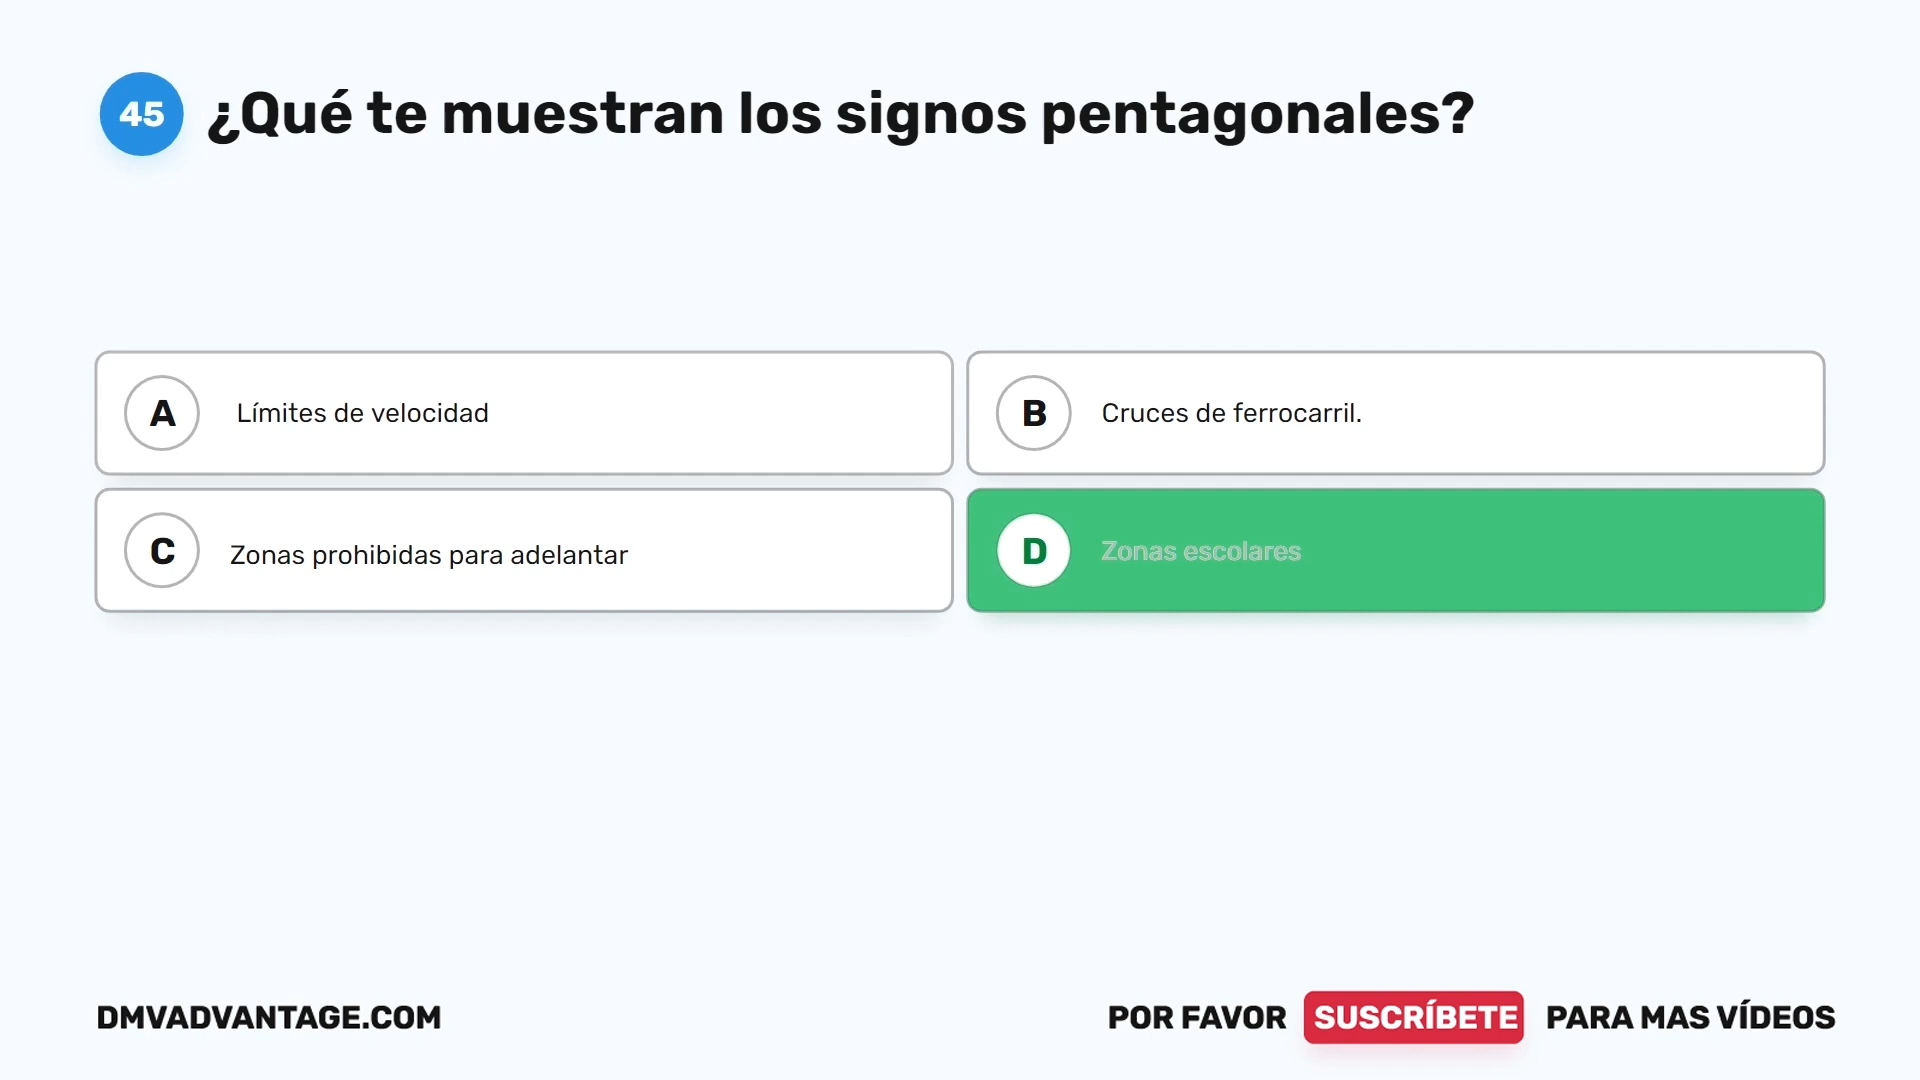 45 ¿Qué te muestran los signos pentagonales?
A Límites de velocidad
B Cruces de ferrocarril.
C Zonas prohibidas para adelantar
D Zonas escolares
DMVADVANTAGE.COM
POR FAVOR SUSCRÍBETE PARA MAS VÍDEOS